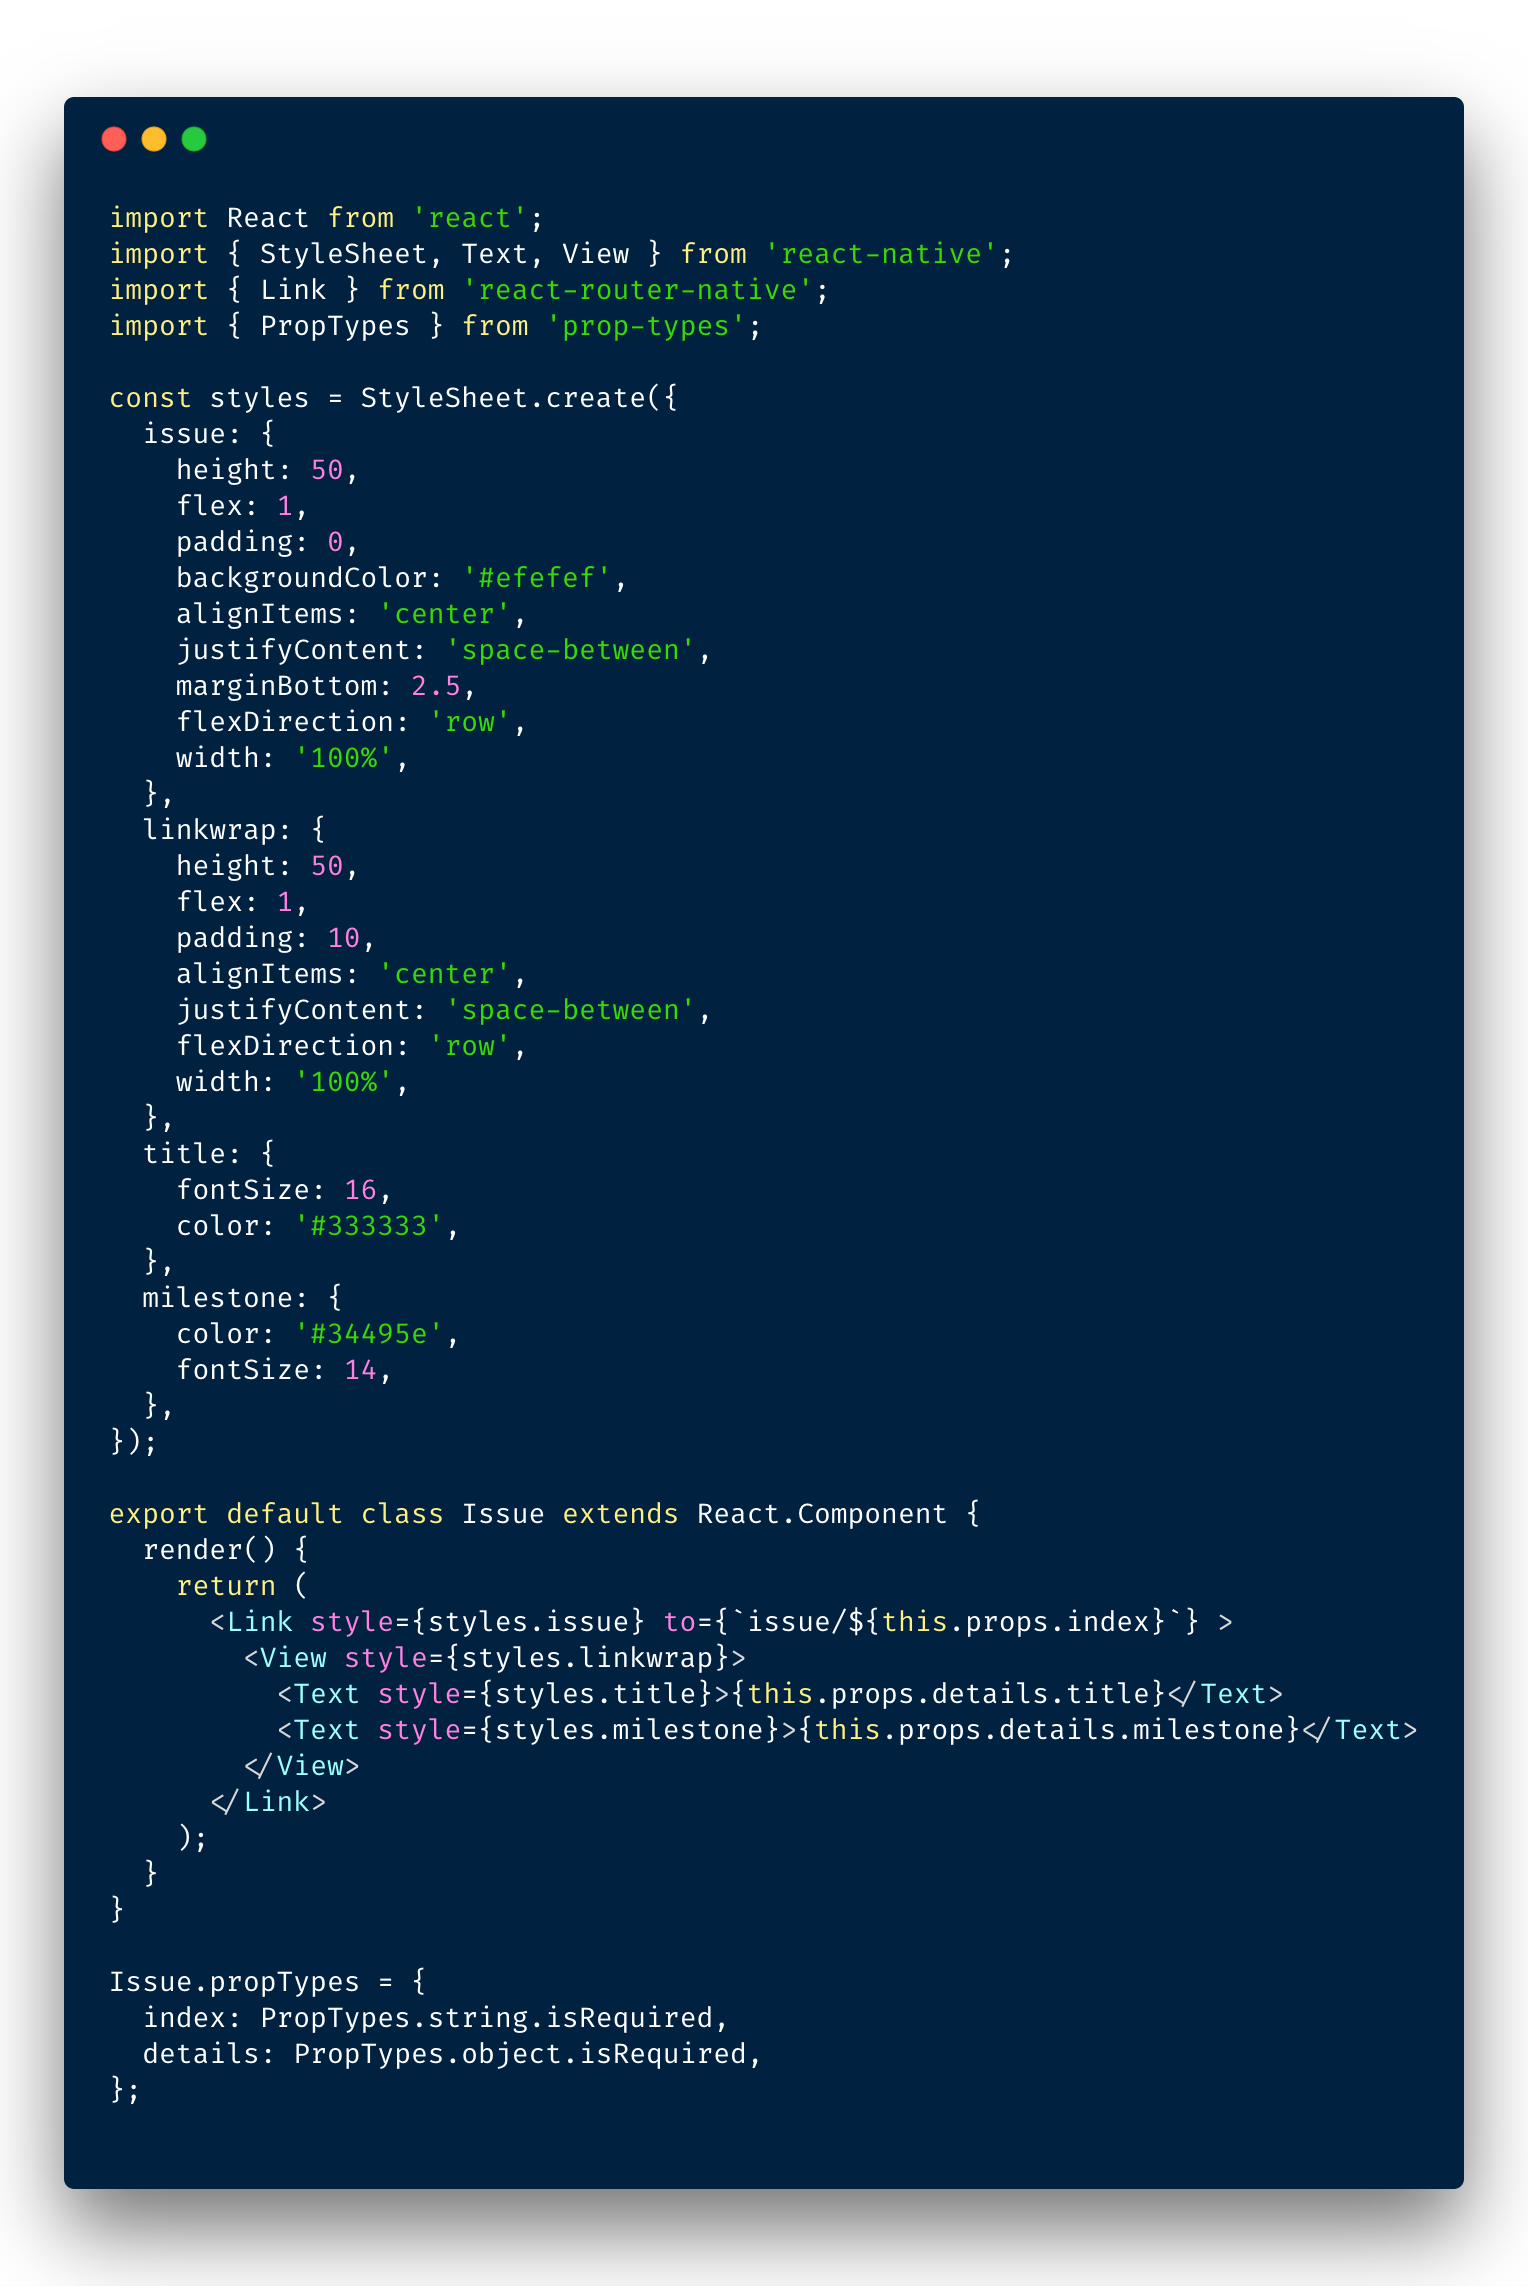 import React from 'react';
import { StyleSheet, Text, View } from 'react-native';
import { Link } from 'react-router-native';
import { PropTypes } from 'prop-types';

const styles = StyleSheet.create({
  issue: {
    height: 50,
    flex: 1,
    padding: 0,
    backgroundColor: '#efefef',
    alignItems: 'center',
    justifyContent: 'space-between',
    marginBottom: 2.5,
    flexDirection: 'row',
    width: '100%',
  },
  linkwrap: {
    height: 50,
    flex: 1,
    padding: 10,
    alignItems: 'center',
    justifyContent: 'space-between',
    flexDirection: 'row',
    width: '100%',
  },
  title: {
    fontSize: 16,
    color: '#333333',
  },
  milestone: {
    color: '#34495e',
    fontSize: 14,
  },
});

export default class Issue extends React.Component {
  render() {
    return (
      <Link style={styles.issue} to={`issue/${this.props.index}`} >
        <View style={styles.linkwrap}>
          <Text style={styles.title}>{this.props.details.title}</Text>
          <Text style={styles.milestone}>{this.props.details.milestone}</Text>
        </View>
      </Link>
    );
  }
}

Issue.propTypes = {
  index: PropTypes.string.isRequired,
  details: PropTypes.object.isRequired,
};